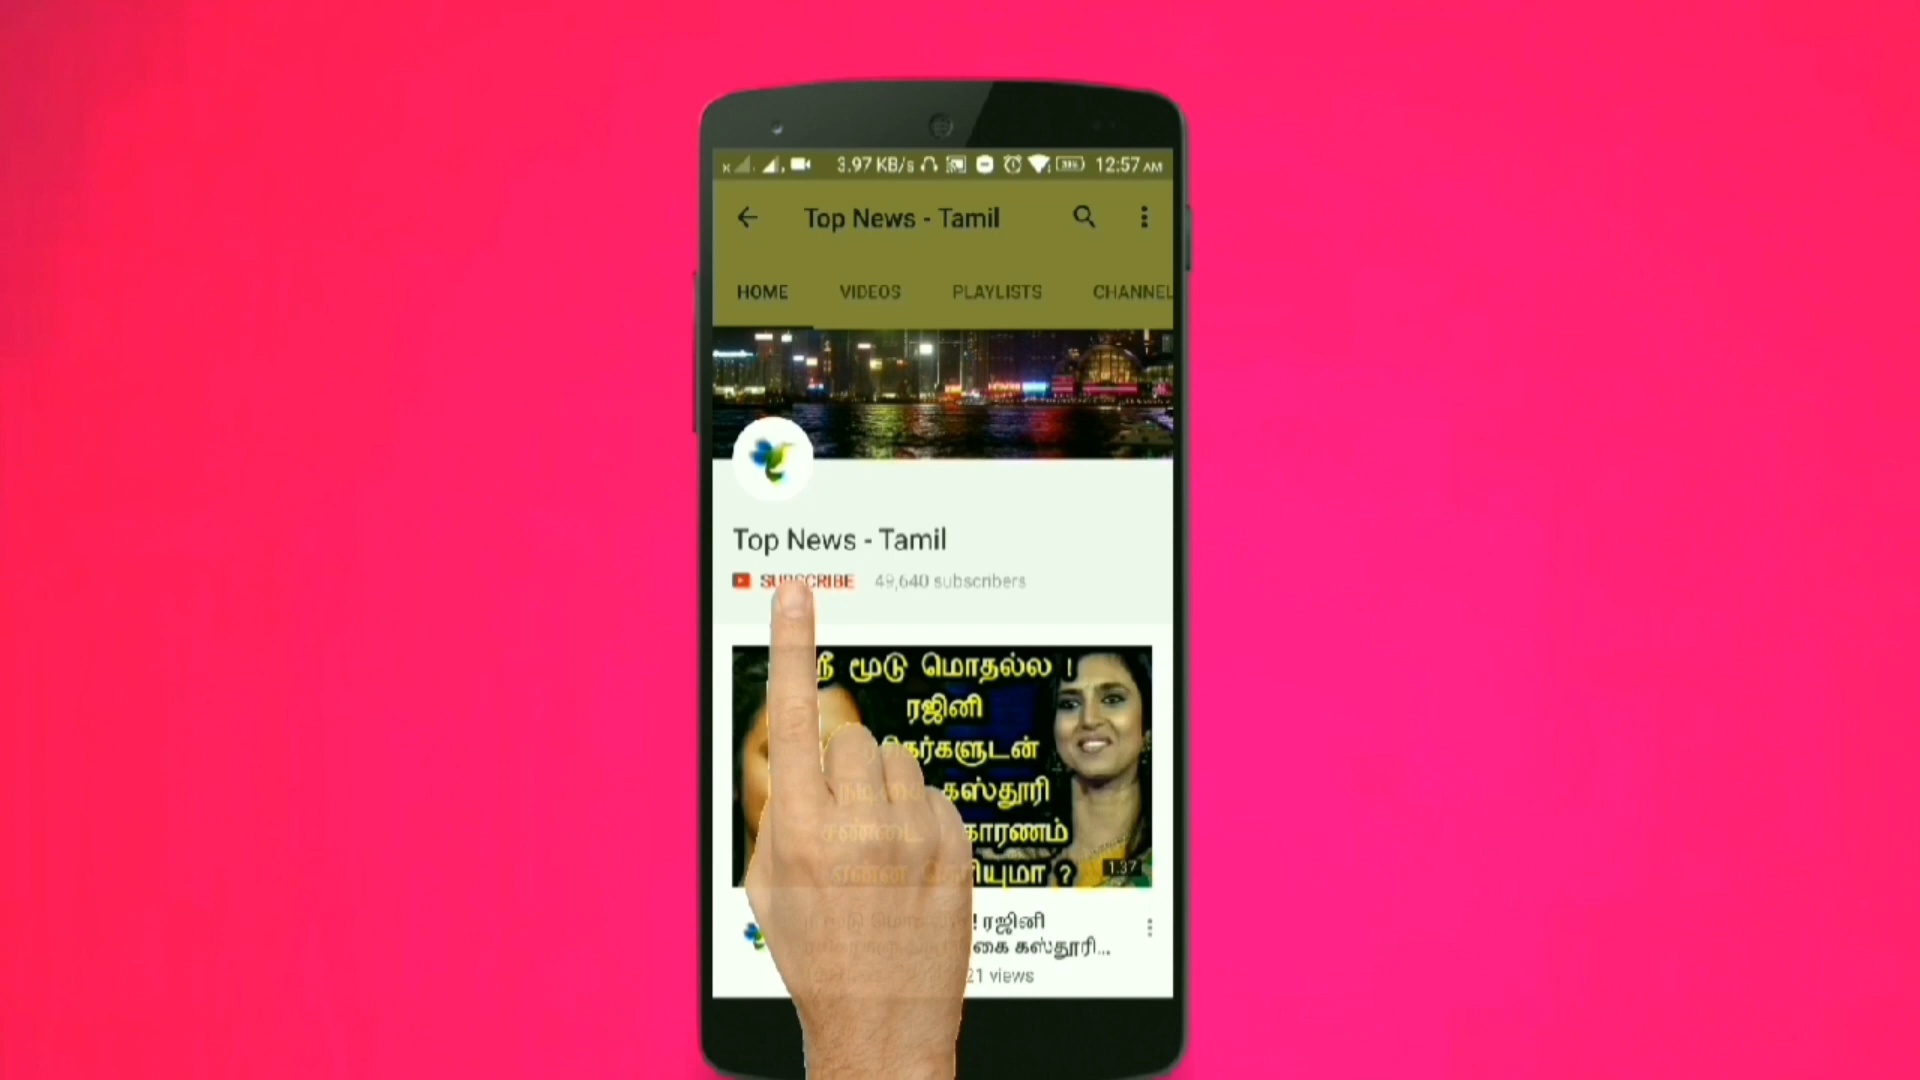 3.97 KB/s 12:57 AM
Top News - Tamil
HOME VIDEOS PLAYLISTS CHANNEL
Top News - Tamil
SUBSCRIBE 49,640 subscribers
நீ மூடு மொதல்ல !
ரஜினி
கஸ்தூரி
காரணம்
?
1:37
! ரஜினி
கஸ்தூரி...
views